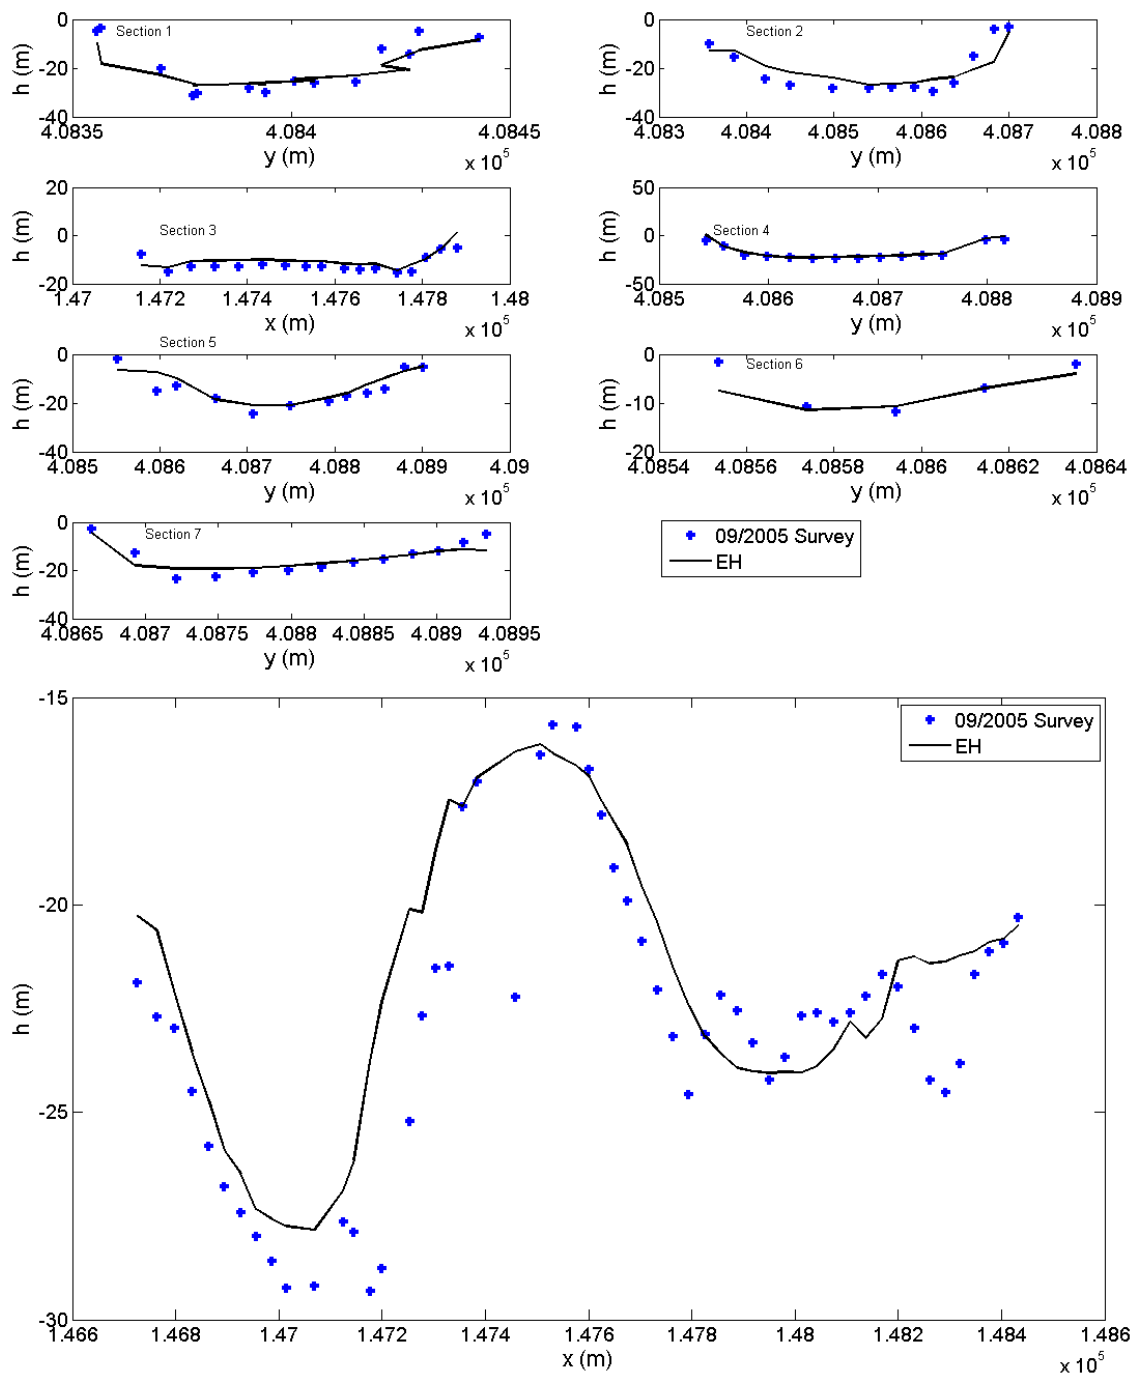 0
Section 1
-20
-40
h (m)
4.0835
4.084
4.0845
y (m)
x 10^5
0
Section 2
-20
-40
h (m)
4.083
4.084
4.085
4.086
4.087
4.088
y (m)
x 10^5
20
Section 3
0
-20
h (m)
1.47
1.472
1.474
1.476
1.478
1.48
x (m)
x 10^5
50
Section 4
0
-50
h (m)
4.085
4.086
4.087
4.088
4.089
y (m)
x 10^5
Section 5
0
-20
-40
h (m)
4.085
4.086
4.087
4.088
4.089
4.09
y (m)
x 10^5
0
Section 6
-10
-20
h (m)
4.0854
4.0856
4.0858
4.086
4.0862
4.0864
y (m)
x 10^5
0
Section 7
-20
-40
h (m)
4.0865
4.087
4.0875
4.088
4.0885
4.089
4.0895
y (m)
x 10^5
09/2005 Survey
EH
-15
-20
-25
-30
h (m)
09/2005 Survey
EH
1.466
1.468
1.47
1.472
1.474
1.476
1.478
1.48
1.482
1.484
1.486
x (m)
x 10^5